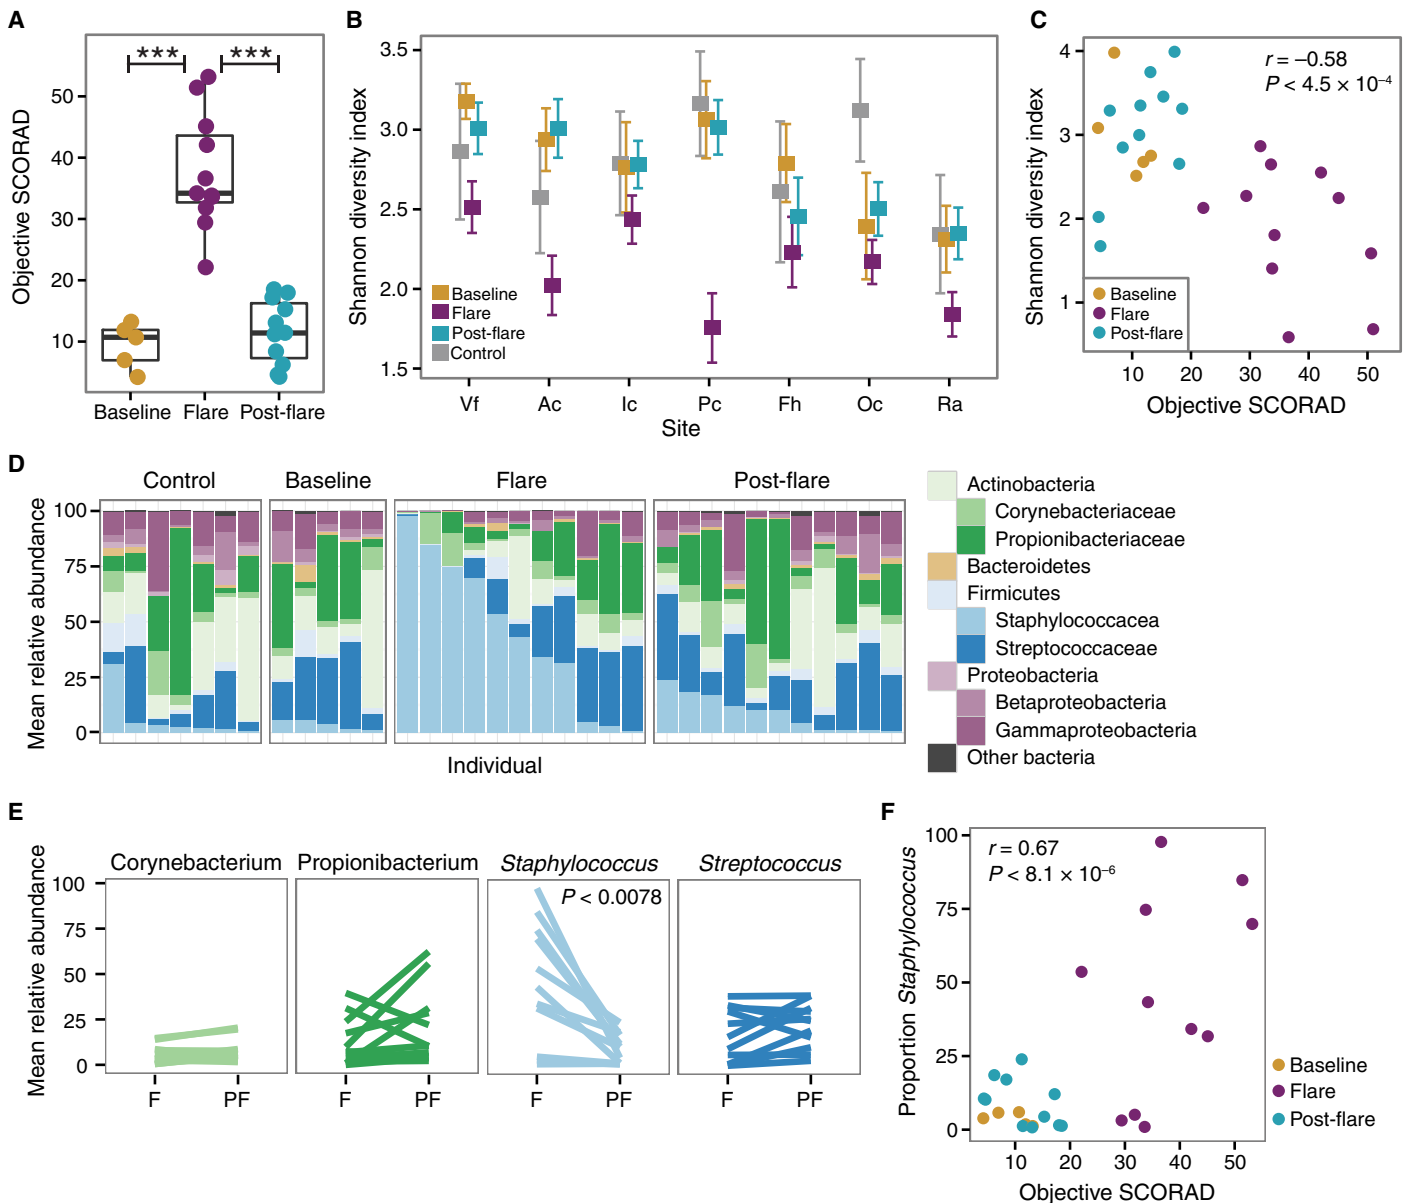 A
***
***
50
40
30
20
10
Objective SCORAD
Baseline
Flare
Post-flare
B
3.5
3.0
2.5
2.0
1.5
Shannon diversity index
Baseline
Flare
Post-flare
Control
Vf
Ac
Ic
Pc
Fh
Oc
Ra
Site
C
r = −0.58
P < 4.5 × 10⁻⁴
4
3
2
1
Shannon diversity index
Baseline
Flare
Post-flare
10
20
30
40
50
Objective SCORAD
D
Control
Baseline
Flare
Post-flare
100
75
50
25
0
Mean relative abundance
Individual
Actinobacteria
Corynebacteriaceae
Propionibacteriaceae
Bacteroidetes
Firmicutes
Staphylococcacea
Streptococcaceae
Proteobacteria
Betaproteobacteria
Gammaproteobacteria
Other bacteria
E
Corynebacterium
Propionibacterium
Staphylococcus
Streptococcus
P < 0.0078
100
75
50
25
0
Mean relative abundance
F
PF
F
PF
F
PF
F
PF
F
r = 0.67
P < 8.1 × 10⁻⁶
100
75
50
25
0
Proportion Staphylococcus
10
20
30
40
50
Objective SCORAD
Baseline
Flare
Post-flare